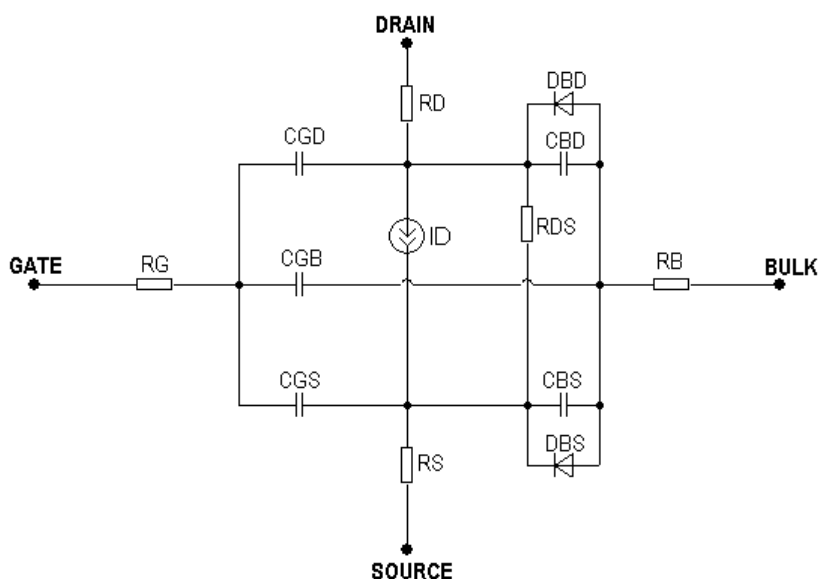 DRAIN
DBD
RD
CGD
CBD
RDS
ID
GATE
RG
CGB
RB
BULK
CGS
CBS
DBS
RS
SOURCE